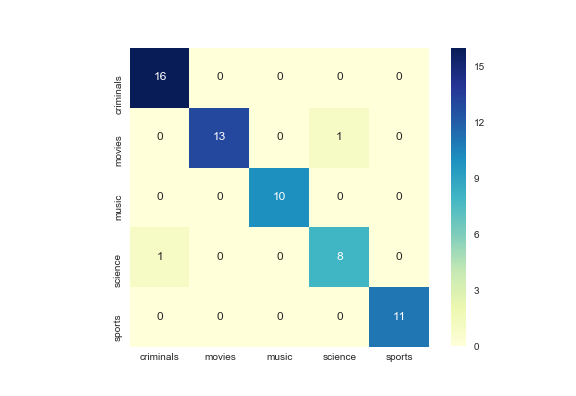 criminals 16 0 0 0 0
movies 0 13 0 1 0
music 0 0 10 0 0
science 1 0 0 8 0
sports 0 0 0 0 11
criminals movies music science sports
15
12
9
6
3
0